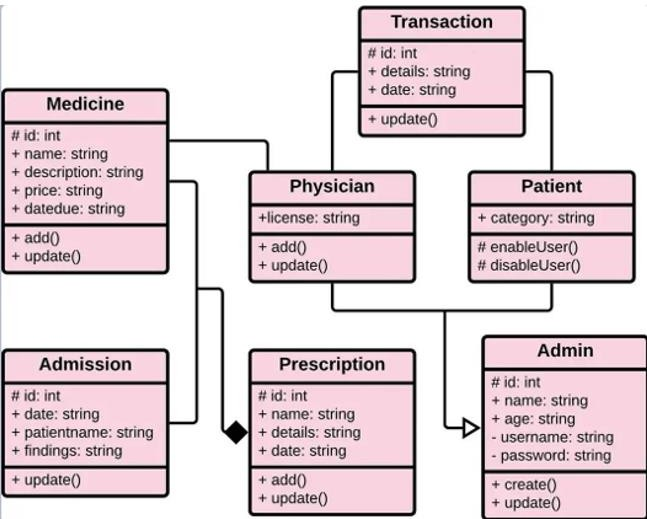 Transaction
# id: int
+ details: string
+ date: string
+ update()
Medicine
# id: int
+ name: string
+ description: string
+ price: string
+ datedue: string
+ add()
+ update()
Physician
+license: string
+ add()
+ update()
Patient
+ category: string
# enableUser()
# disableUser()
Admission
# id: int
+ date: string
+ patientname: string
+ findings: string
+ update()
Prescription
# id: int
+ name: string
+ details: string
+ date: string
+ add()
+ update()
Admin
# id: int
+ name: string
+ age: string
- username: string
- password: string
+ create()
+ update()